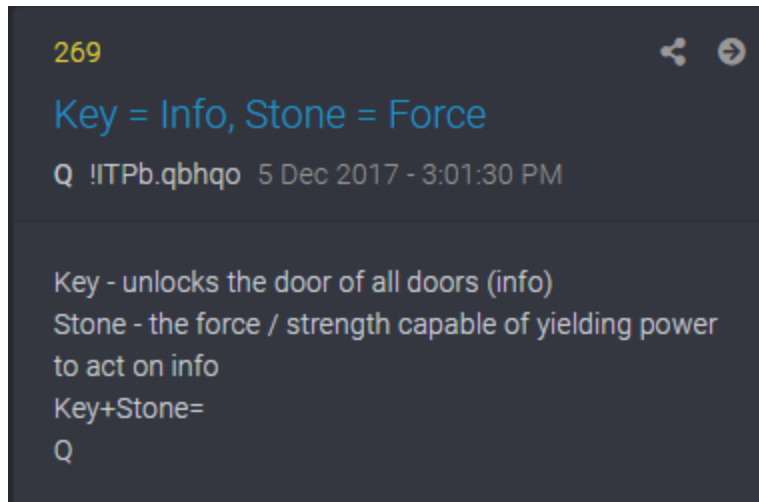 269
Key = Info, Stone = Force
Q !ITPb.qbhqo 5 Dec 2017 - 3:01:30 PM
Key - unlocks the door of all doors (info)
Stone - the force / strength capable of yielding power
to act on info
Key+Stone=
Q